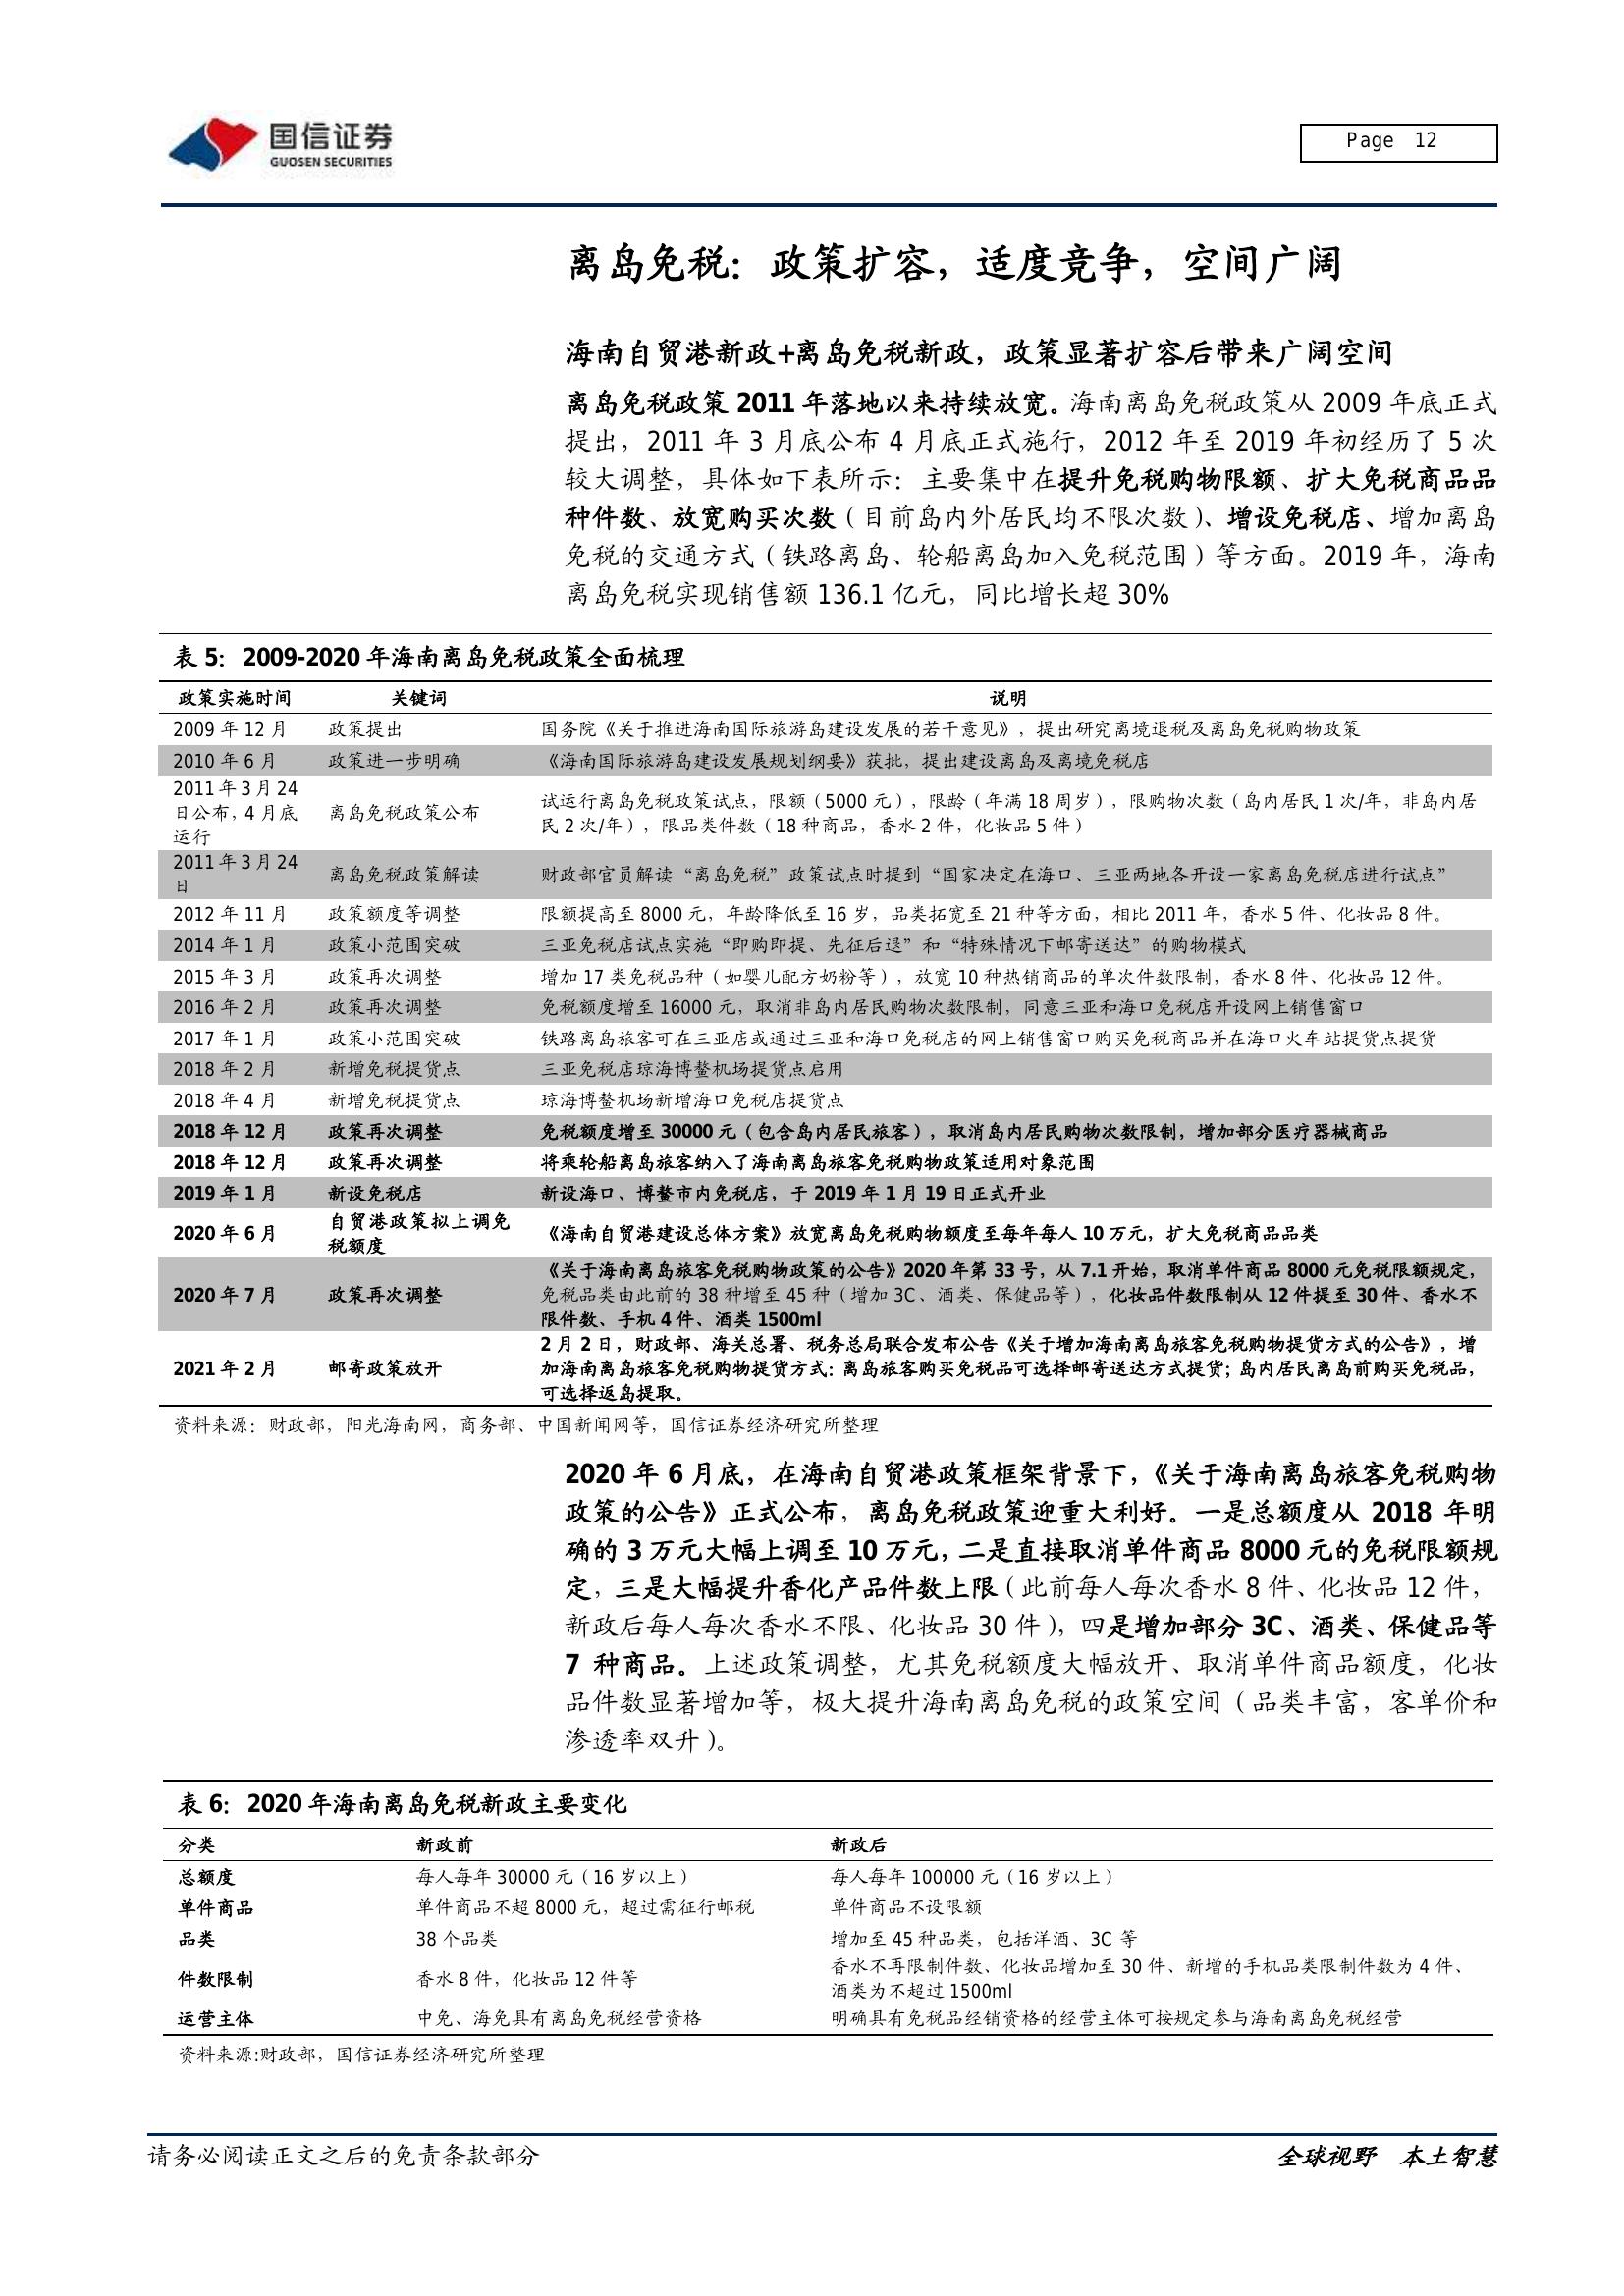 国信证券
GUOSEN SECURITIES
Page 12
离岛免税：政策扩容，适度竞争，空间广阔
海南自贸港新政+离岛免税新政，政策显著扩容后带来广阔空间
离岛免税政策 2011 年落地以来持续放宽。海南离岛免税政策从 2009 年底正式
提出，2011 年 3 月底公布 4 月底正式施行，2012 年至 2019 年初经历了 5 次
较大调整，具体如下表所示：主要集中在提升免税购物限额、扩大免税商品品
种件数、放宽购买次数（目前岛内外居民均不限次数）、增设免税店、增加离岛
免税的交通方式（铁路离岛、轮船离岛加入免税范围）等方面。2019 年，海南
离岛免税实现销售额 136.1 亿元，同比增长超 30%
表 5：2009-2020 年海南离岛免税政策全面梳理
政策实施时间 关键词 说明
2009 年 12 月 政策提出 国务院《关于推进海南国际旅游岛建设发展的若干意见》，提出研究离境退税及离岛免税购物政策
2010 年 6 月 政策进一步明确 《海南国际旅游岛建设发展规划纲要》获批，提出建设离岛及离境免税店
2011 年 3 月 24
日公布，4 月底
运行
离岛免税政策公布
试运行离岛免税政策试点，限额（5000 元），限龄（年满 18 周岁），限购物次数（岛内居民 1 次/年，非岛内居
民 2 次/年），限品类件数（18 种商品，香水 2 件，化妆品 5 件）
2011 年 3 月 24
日
离岛免税政策解读 财政部官员解读“离岛免税”政策试点时提到“国家决定在海口、三亚两地各开设一家离岛免税店进行试点”
2012 年 11 月 政策额度等调整 限额提高至 8000 元，年龄降低至 16 岁，品类拓宽至 21 种等方面，相比 2011 年，香水 5 件、化妆品 8 件。
2014 年 1 月 政策小范围突破 三亚免税店试点实施“即购即提、先征后退”和“特殊情况下邮寄送达”的购物模式
2015 年 3 月 政策再次调整 增加 17 类免税品种（如婴儿配方奶粉等），放宽 10 种热销商品的单次件数限制，香水 8 件、化妆品 12 件。
2016 年 2 月 政策再次调整 免税额度增至 16000 元，取消非岛内居民购物次数限制，同意三亚和海口免税店开设网上销售窗口
2017 年 1 月 政策小范围突破 铁路离岛旅客可在三亚店或通过三亚和海口免税店的网上销售窗口购买免税商品并在海口火车站提货点提货
2018 年 2 月 新增免税提货点 三亚免税店琼海博鳌机场提货点启用
2018 年 4 月 新增免税提货点 琼海博鳌机场新增海口免税店提货点
2018 年 12 月 政策再次调整 免税额度增至 30000 元（包含岛内居民旅客），取消岛内居民购物次数限制，增加部分医疗器械商品
2018 年 12 月 政策再次调整 将乘轮船离岛旅客纳入了海南离岛旅客免税购物政策适用对象范围
2019 年 1 月 新设免税店 新设海口、博鳌市内免税店，于 2019 年 1 月 19 日正式开业
2020 年 6 月
自贸港政策拟上调免
税额度
《海南自贸港建设总体方案》放宽离岛免税购物额度至每年每人 10 万元，扩大免税商品品类
2020 年 7 月 政策再次调整
《关于海南离岛旅客免税购物政策的公告》2020 年第 33 号，从 7.1 开始，取消单件商品 8000 元免税限额规定，
免税品类由此前的 38 种增至 45 种（增加 3C、酒类、保健品等），化妆品件数限制从 12 件提至 30 件、香水不
限件数、手机 4 件、酒类 1500ml
2021 年 2 月 邮寄政策放开
2 月 2 日，财政部、海关总署、税务总局联合发布公告《关于增加海南离岛旅客免税购物提货方式的公告》，增
加海南离岛旅客免税购物提货方式：离岛旅客购买免税品可选择邮寄送达方式提货；岛内居民离岛前购买免税品，
可选择返岛提取。
资料来源：财政部，阳光海南网，商务部、中国新闻网等，国信证券经济研究所整理
2020 年 6 月底，在海南自贸港政策框架背景下，《关于海南离岛旅客免税购物
政策的公告》正式公布，离岛免税政策迎重大利好。一是总额度从 2018 年明
确的 3 万元大幅上调至 10 万元，二是直接取消单件商品 8000 元的免税限额规
定，三是大幅提升香化产品件数上限（此前每人每次香水 8 件、化妆品 12 件，
新政后每人每次香水不限、化妆品 30 件），四是增加部分 3C、酒类、保健品等
7 种商品。上述政策调整，尤其免税额度大幅放开、取消单件商品额度，化妆
品件数显著增加等，极大提升海南离岛免税的政策空间（品类丰富，客单价和
渗透率双升）。
表 6：2020 年海南离岛免税新政主要变化
分类 新政前 新政后
总额度 每人每年 30000 元（16 岁以上） 每人每年 100000 元（16 岁以上）
单件商品 单件商品不超 8000 元，超过需征行邮税 单件商品不设限额
品类 38 个品类 增加至 45 种品类，包括洋酒、3C 等
件数限制 香水 8 件，化妆品 12 件等
香水不再限制件数、化妆品增加至 30 件、新增的手机品类限制件数为 4 件、
酒类为不超过 1500ml
运营主体 中免、海免具有离岛免税经营资格 明确具有免税品经销资格的经营主体可按规定参与海南离岛免税经营
资料来源:财政部，国信证券经济研究所整理
请务必阅读正文之后的免责条款部分 全球视野 本土智慧